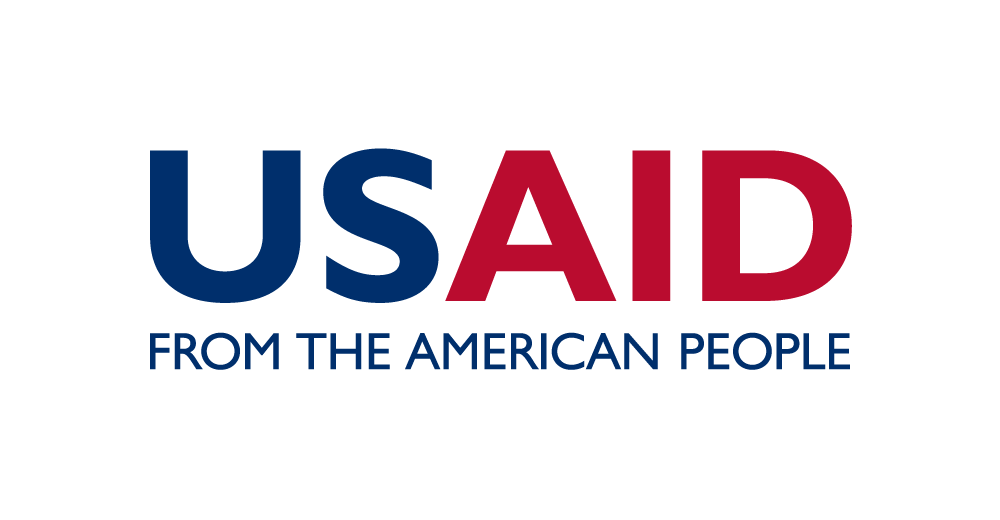 USAID
FROM THE AMERICAN PEOPLE